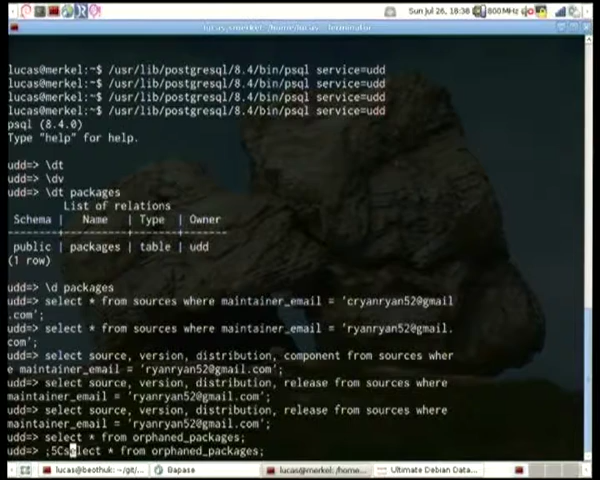 Sun Jul 26, 18:38
800MHz
lucas@merkel: /home/lucas - Terminal
lucas@merkel:~$ /usr/lib/postgresql/8.4/bin/psql service=udd
lucas@merkel:~$ /usr/lib/postgresql/8.4/bin/psql service=udd
lucas@merkel:~$ /usr/lib/postgresql/8.4/bin/psql service=udd
lucas@merkel:~$ /usr/lib/postgresql/8.4/bin/psql service=udd
psql (8.4.0)
Type "help" for help.
udd=> \dt
udd=> \dv
udd=> \dt packages
List of relations
Schema | Name | Type | Owner
--------+----------+-------+-------
public | packages | table | udd
(1 row)
udd=> \d packages
udd=> select * from sources where maintainer_email = 'cryanryan52@gmail
.com';
udd=> select * from sources where maintainer_email = 'ryanryan52@gmail.
com';
udd=> select source, version, distribution, component from sources wher
e maintainer_email = 'ryanryan52@gmail.com';
udd=> select source, version, distribution, release from sources where
maintainer_email = 'ryanryan52@gmail.com';
udd=> select source, version, distribution, release from sources where
maintainer_email = 'ryanryan52@gmail.com';
udd=> select * from orphaned_packages;
udd=> ;5Cselect * from orphaned_packages;
lucas@beothuk: ~/git/...
Bapase
lucas@merkel: /home...
Ultimate Debian Data...